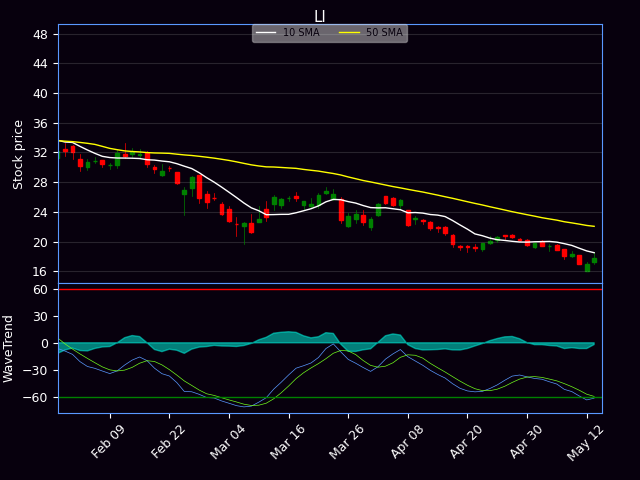 LI
10 SMA 50 SMA
Stock price
48
44
40
36
32
28
24
20
16
WaveTrend
60
30
0
−30
−60
Feb 09 Feb 22 Mar 04 Mar 16 Mar 26 Apr 08 Apr 20 Apr 30 May 12